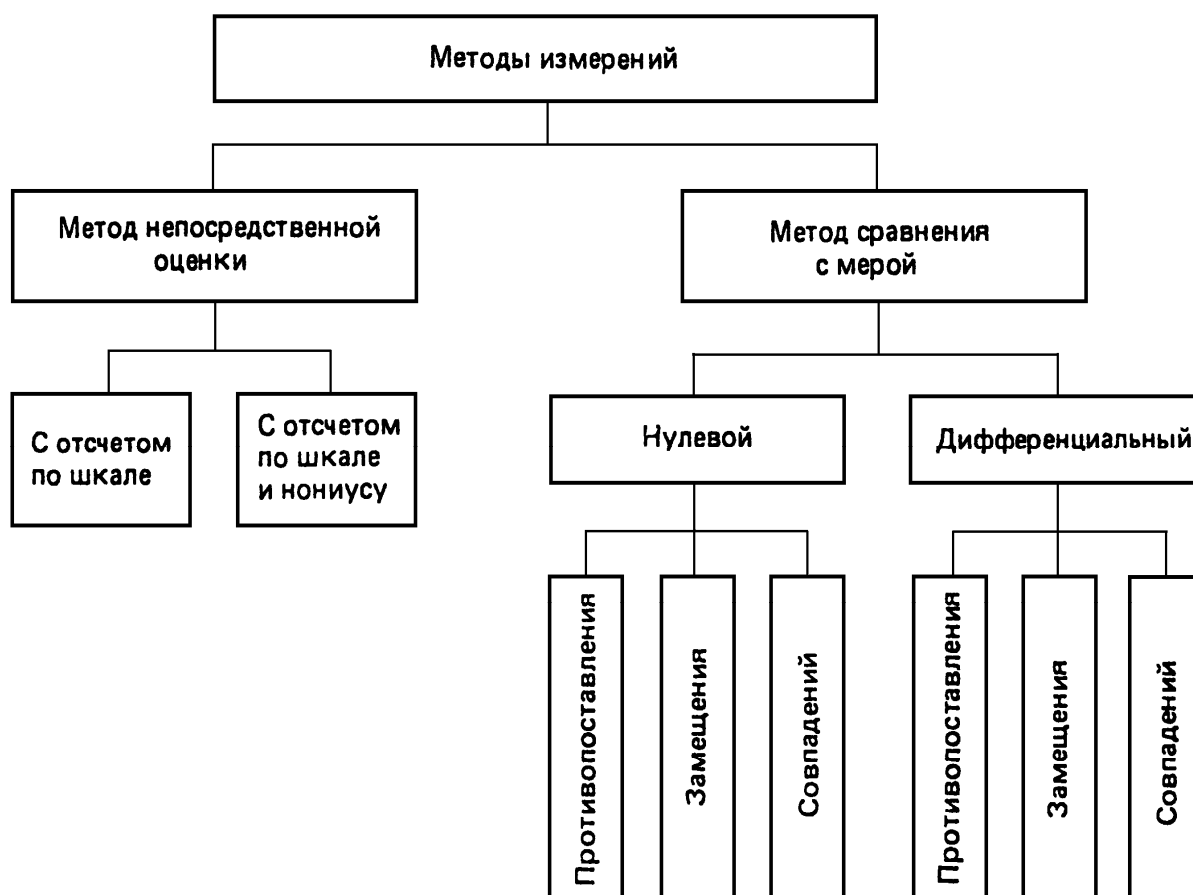 Методы измерений
Метод непосредственной
оценки
Метод сравнения
с мерой
С отсчетом
по шкале
С отсчетом
по шкале
и нониусу
Нулевой
Дифференциальный
Противопоставления
Замещения
Совпадений
Противопоставления
Замещения
Совпадений